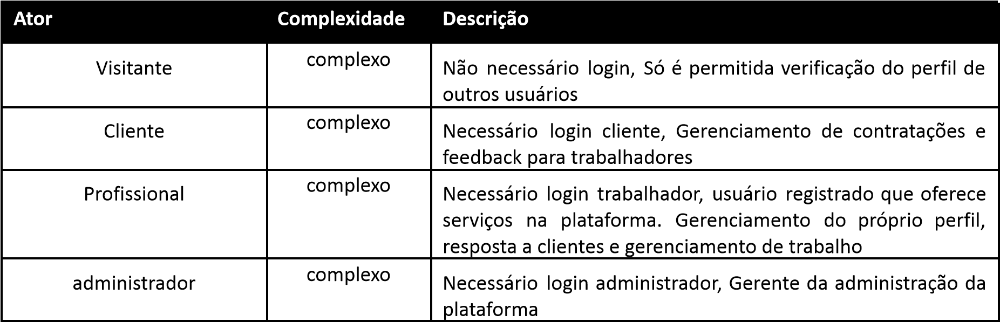 Ator Complexidade Descrição
Visitante complexo Não necessário login, Só é permitida verificação do perfil de
outros usuários
Cliente complexo Necessário login cliente, Gerenciamento de contratações e
feedback para trabalhadores
Profissional complexo Necessário login trabalhador, usuário registrado que oferece
serviços na plataforma. Gerenciamento do próprio perfil,
resposta a clientes e gerenciamento de trabalho
administrador complexo Necessário login administrador, Gerente da administração da
plataforma